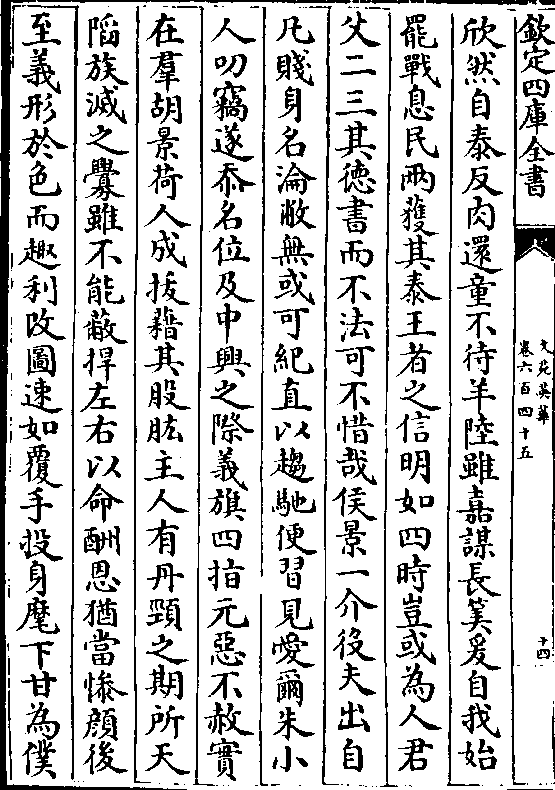 欽定四庫全書
文苑英華
卷六百四十五
十四
欣然自泰反肉還童不待羊陸雖嘉謀長筭爰自我始
罷戰息民兩獲其泰王者之信明如四時豈或為人君
父二三其德書而不法可不惜哉侯景一介役夫出自
凡賤身名淪敝無或可紀直以趨馳便習見愛爾朱小
人叨竊遂忝名位及中興之際義旗四指元惡不赦實
在羣胡景荷人成拔藉其股肱主人有丹頸之期所天
蹈族滅之釁雖不能蔽捍左右以命酬恩猶當慘顔後
至義形於色而趣利改圖速如覆手投身麾下甘為僕